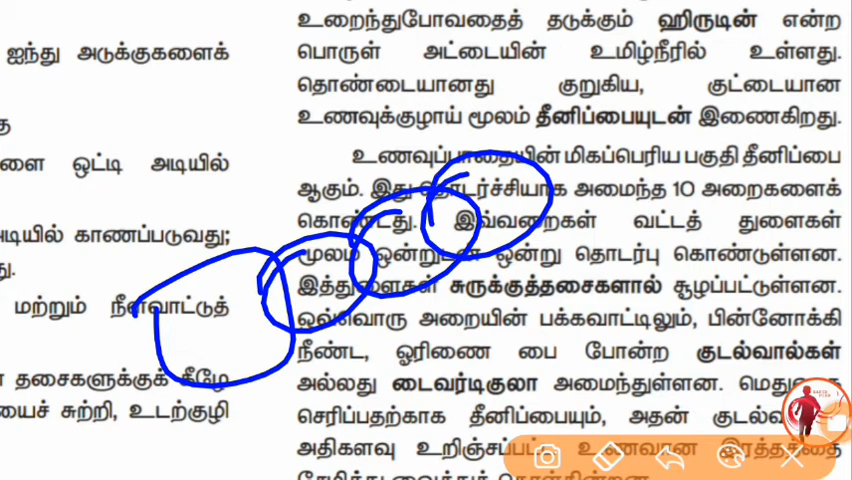 ஐந்து அடுக்குகளைக்
ளை ஒட்டி அடியில்
டியில் காணப்படுவது;
மற்றும் நீளவாட்டுத்
தசைகளுக்குக் கீழே
யைச் சுற்றி, உடற்குழி
உறைந்துபோவதைத் தடுக்கும் ஹிருடின் என்ற
பொருள் அட்டையின் உமிழ்நீரில் உள்ளது.
தொண்டையானது குறுகிய, குட்டையான
உணவுக்குழாய் மூலம் தீனிப்பையுடன் இணைகிறது.
உணவுப்பாதையின் மிகப்பெரிய பகுதி தீனிப்பை
ஆகும். இது தொடர்ச்சியாக அமைந்த 10 அறைகளைக்
கொண்டது. இவ்வறைகள் வட்டத் துளைகள்
மூலம் ஒன்றுடன் ஒன்று தொடர்பு கொண்டுள்ளன.
இத்துளைகள் சுருக்குத்தசைகளால் சூழப்பட்டுள்ளன.
ஒவ்வொரு அறையின் பக்கவாட்டிலும், பின்னோக்கி
நீண்ட, ஓரிணை பை போன்ற குடல்வால்கள்
அல்லது டைவர்டிகுலா அமைந்துள்ளன. மெதுவாக
செரிப்பதற்காக தீனிப்பையும், அதன்
அதிகளவு உறிஞ்சப்பட்ட உணவான இரத்தத்தை